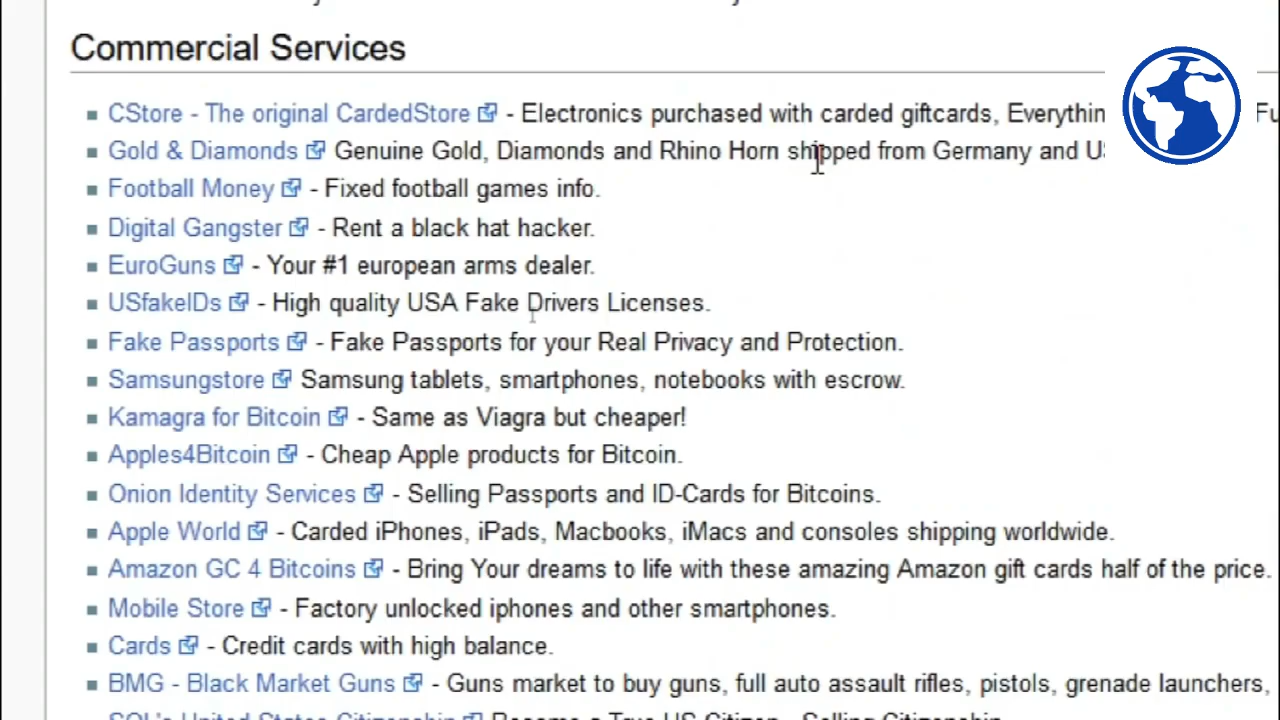 Commercial Services
CStore - The original CardedStore - Electronics purchased with carded giftcards, Everythin Fu
Gold & Diamonds Genuine Gold, Diamonds and Rhino Horn shipped from Germany and US
Football Money - Fixed football games info.
Digital Gangster - Rent a black hat hacker.
EuroGuns - Your #1 european arms dealer.
USfakeIDs - High quality USA Fake Drivers Licenses.
Fake Passports - Fake Passports for your Real Privacy and Protection.
Samsungstore Samsung tablets, smartphones, notebooks with escrow.
Kamagra for Bitcoin - Same as Viagra but cheaper!
Apples4Bitcoin - Cheap Apple products for Bitcoin.
Onion Identity Services - Selling Passports and ID-Cards for Bitcoins.
Apple World - Carded iPhones, iPads, Macbooks, iMacs and consoles shipping worldwide.
Amazon GC 4 Bitcoins - Bring Your dreams to life with these amazing Amazon gift cards half of the price.
Mobile Store - Factory unlocked iphones and other smartphones.
Cards - Credit cards with high balance.
BMG - Black Market Guns - Guns market to buy guns, full auto assault rifles, pistols, grenade launchers,